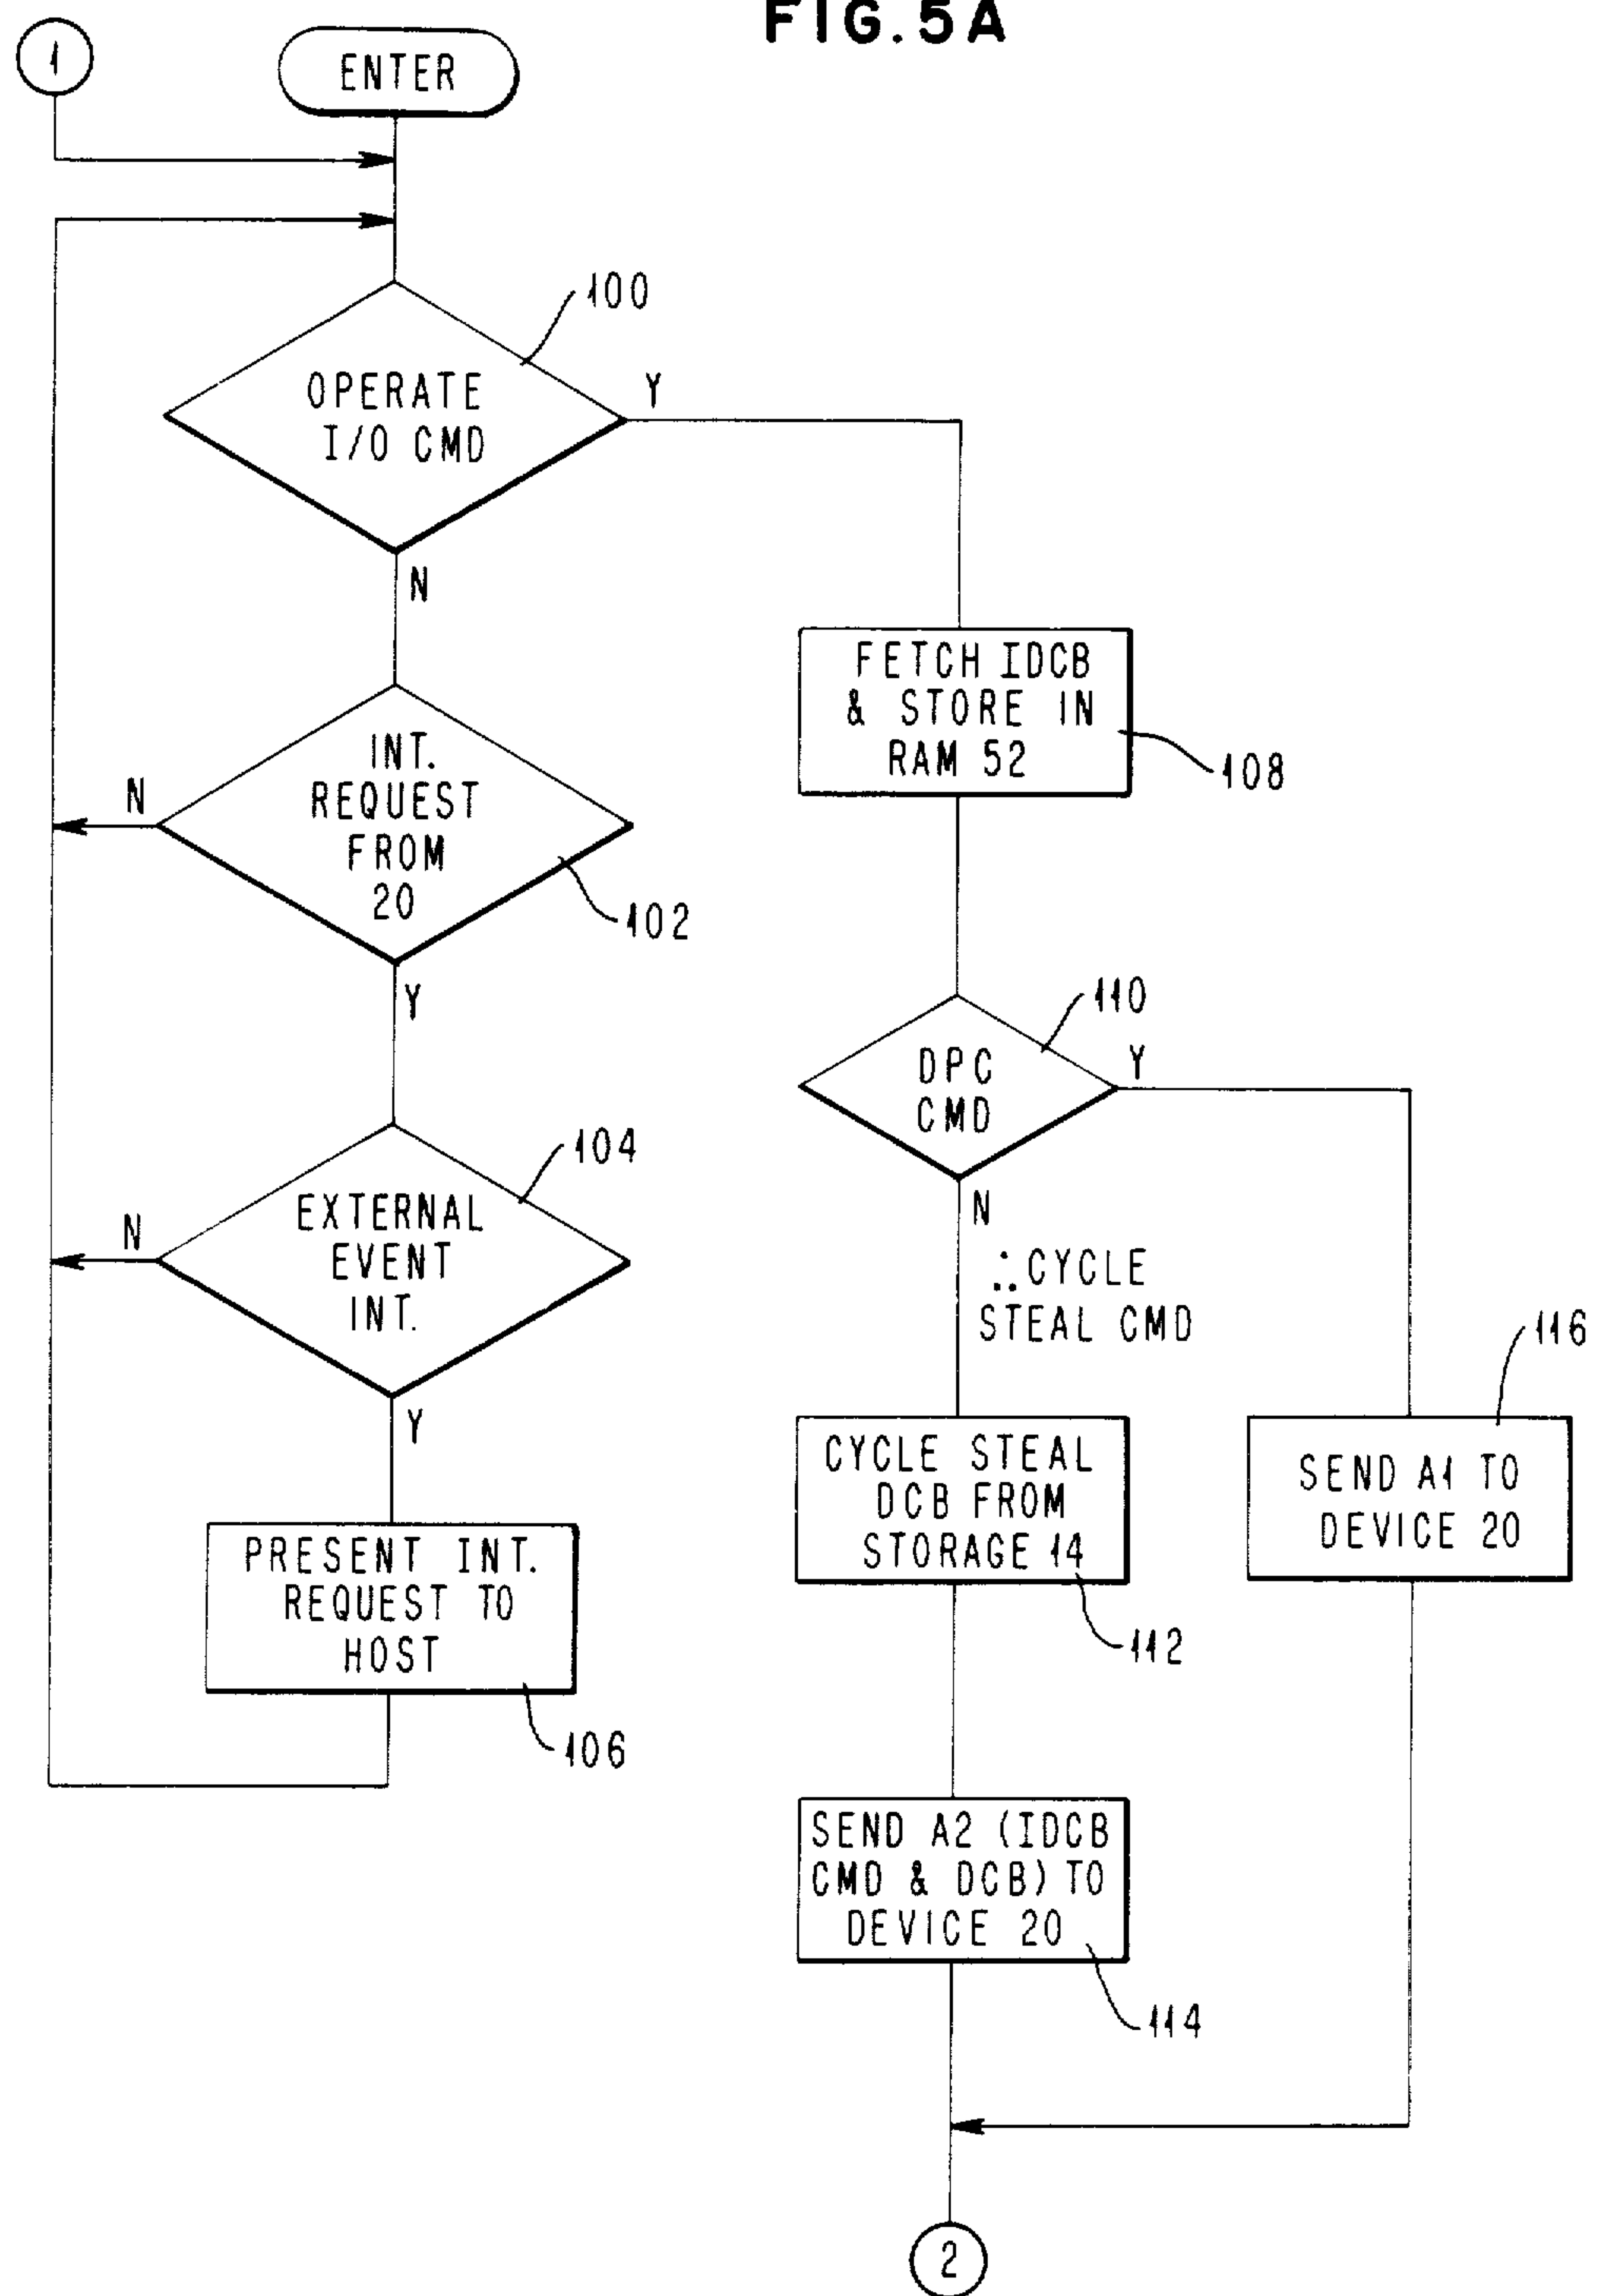 FIG.5A
1
ENTER
100
OPERATE
I/O CMD
Y
N
INT.
REQUEST
FROM
20
N
102
Y
EXTERNAL
EVENT
INT.
104
N
Y
PRESENT INT.
REQUEST TO
HOST
106
FETCH IDCB
& STORE IN
RAM 52
108
DPC
CMD
110
Y
N
∴CYCLE
STEAL CMD
CYCLE STEAL
DCB FROM
STORAGE 14
112
116
SEND A1 TO
DEVICE 20
SEND A2 (IDCB
CMD & DCB) TO
DEVICE 20
114
2